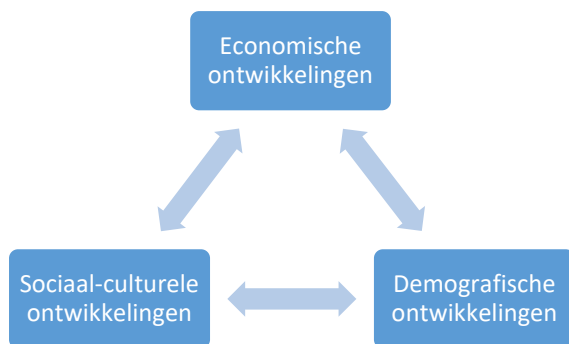 Economische
ontwikkelingen
Sociaal-culturele
ontwikkelingen
Demografische
ontwikkelingen